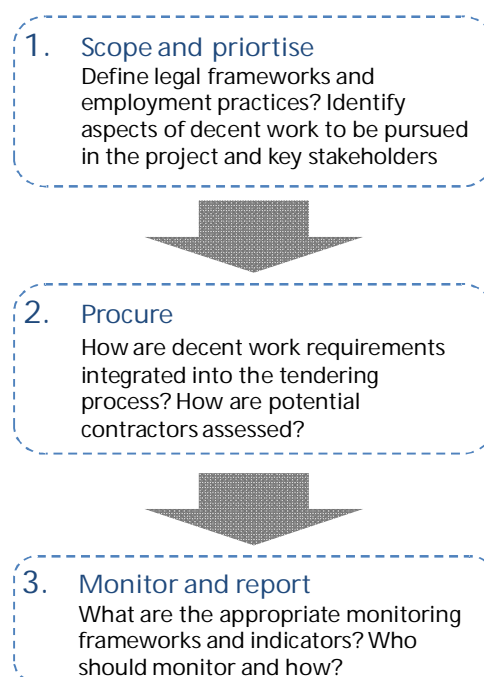 1. Scope and priortise
Define legal frameworks and
employment practices? Identify
aspects of decent work to be pursued
in the project and key stakeholders
2. Procure
How are decent work requirements
integrated into the tendering
process? How are potential
contractors assessed?
3. Monitor and report
What are the appropriate monitoring
frameworks and indicators? Who
should monitor and how?